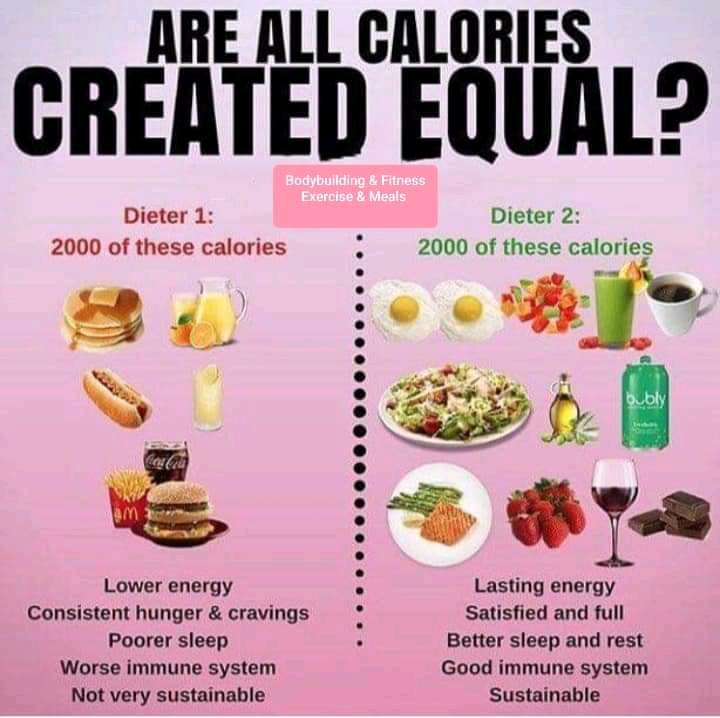 ARE ALL CALORIES
CREATED EQUAL?
Bodybuilding & Fitness
Exercise & Meals
Dieter 1:
2000 of these calories
Dieter 2:
2000 of these calories
bubly
Coca-Cola
m
Lower energy
Consistent hunger & cravings
Poorer sleep
Worse immune system
Not very sustainable
Lasting energy
Satisfied and full
Better sleep and rest
Good immune system
Sustainable